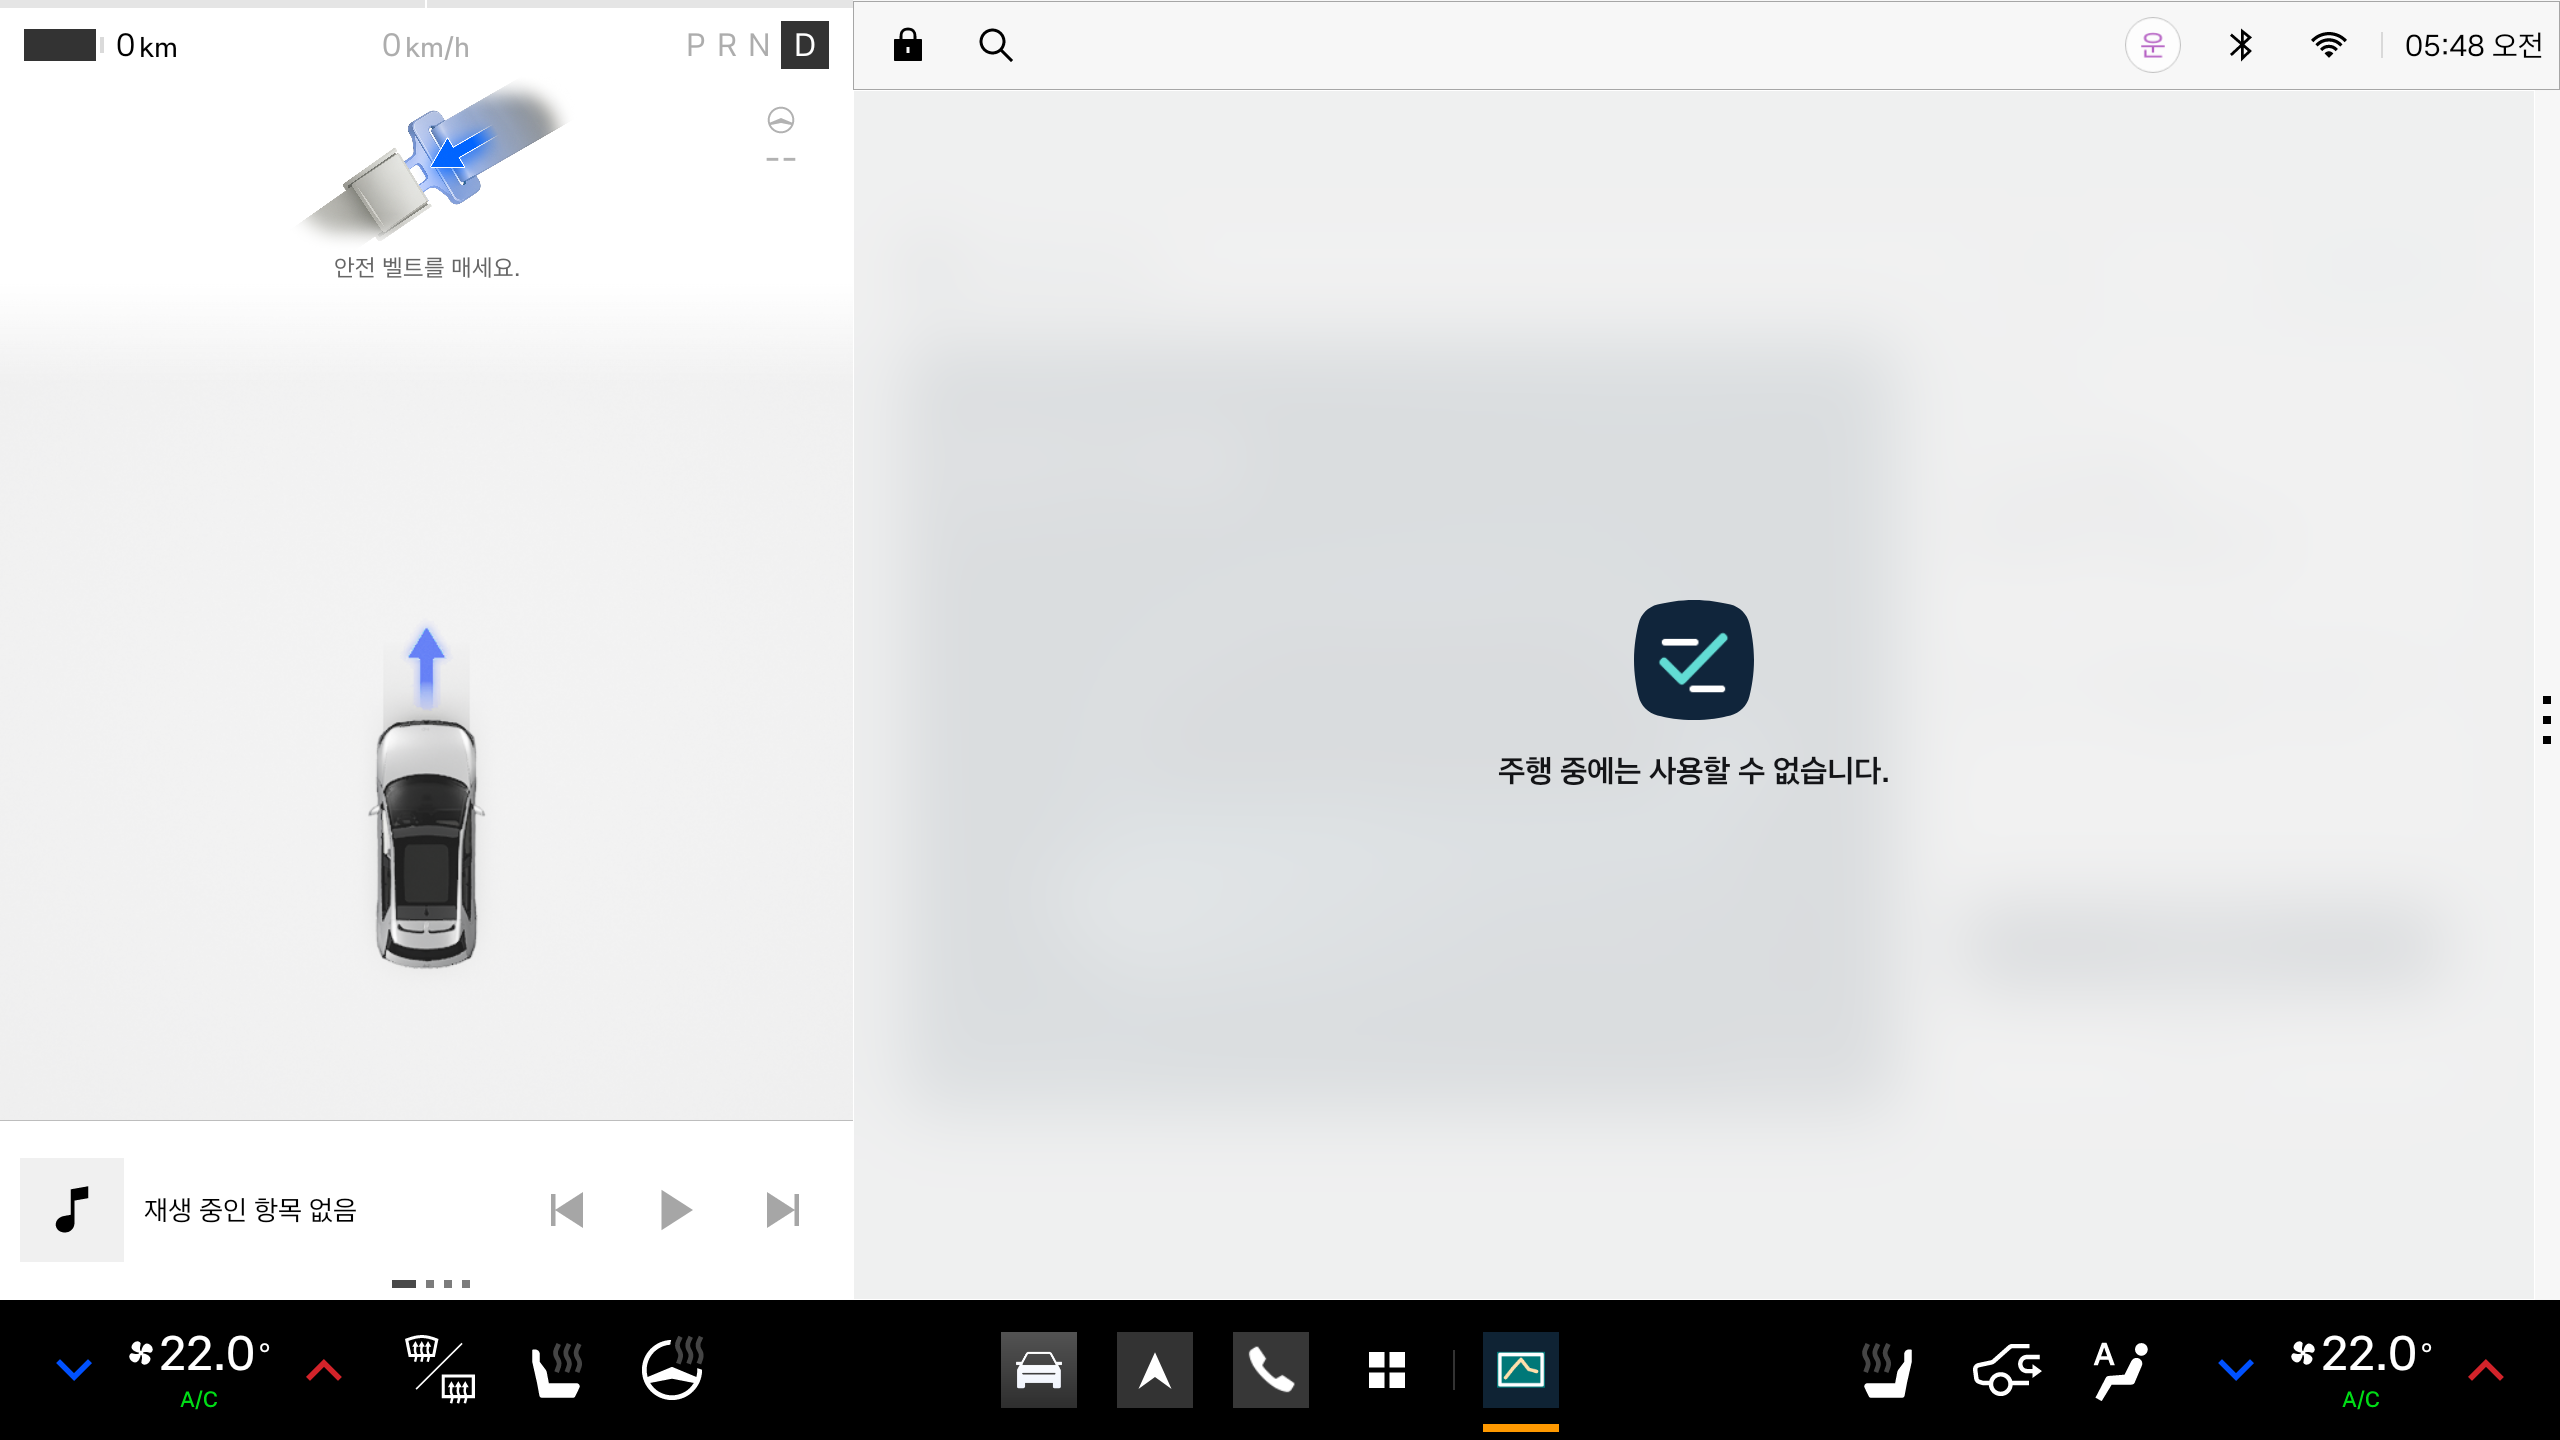 0 km
0 km/h
P R N D
운
05:48 오전
안전 벨트를 매세요.
--
주행 중에는 사용할 수 없습니다.
재생 중인 항목 없음
22.0°
A/C
A
22.0°
A/C